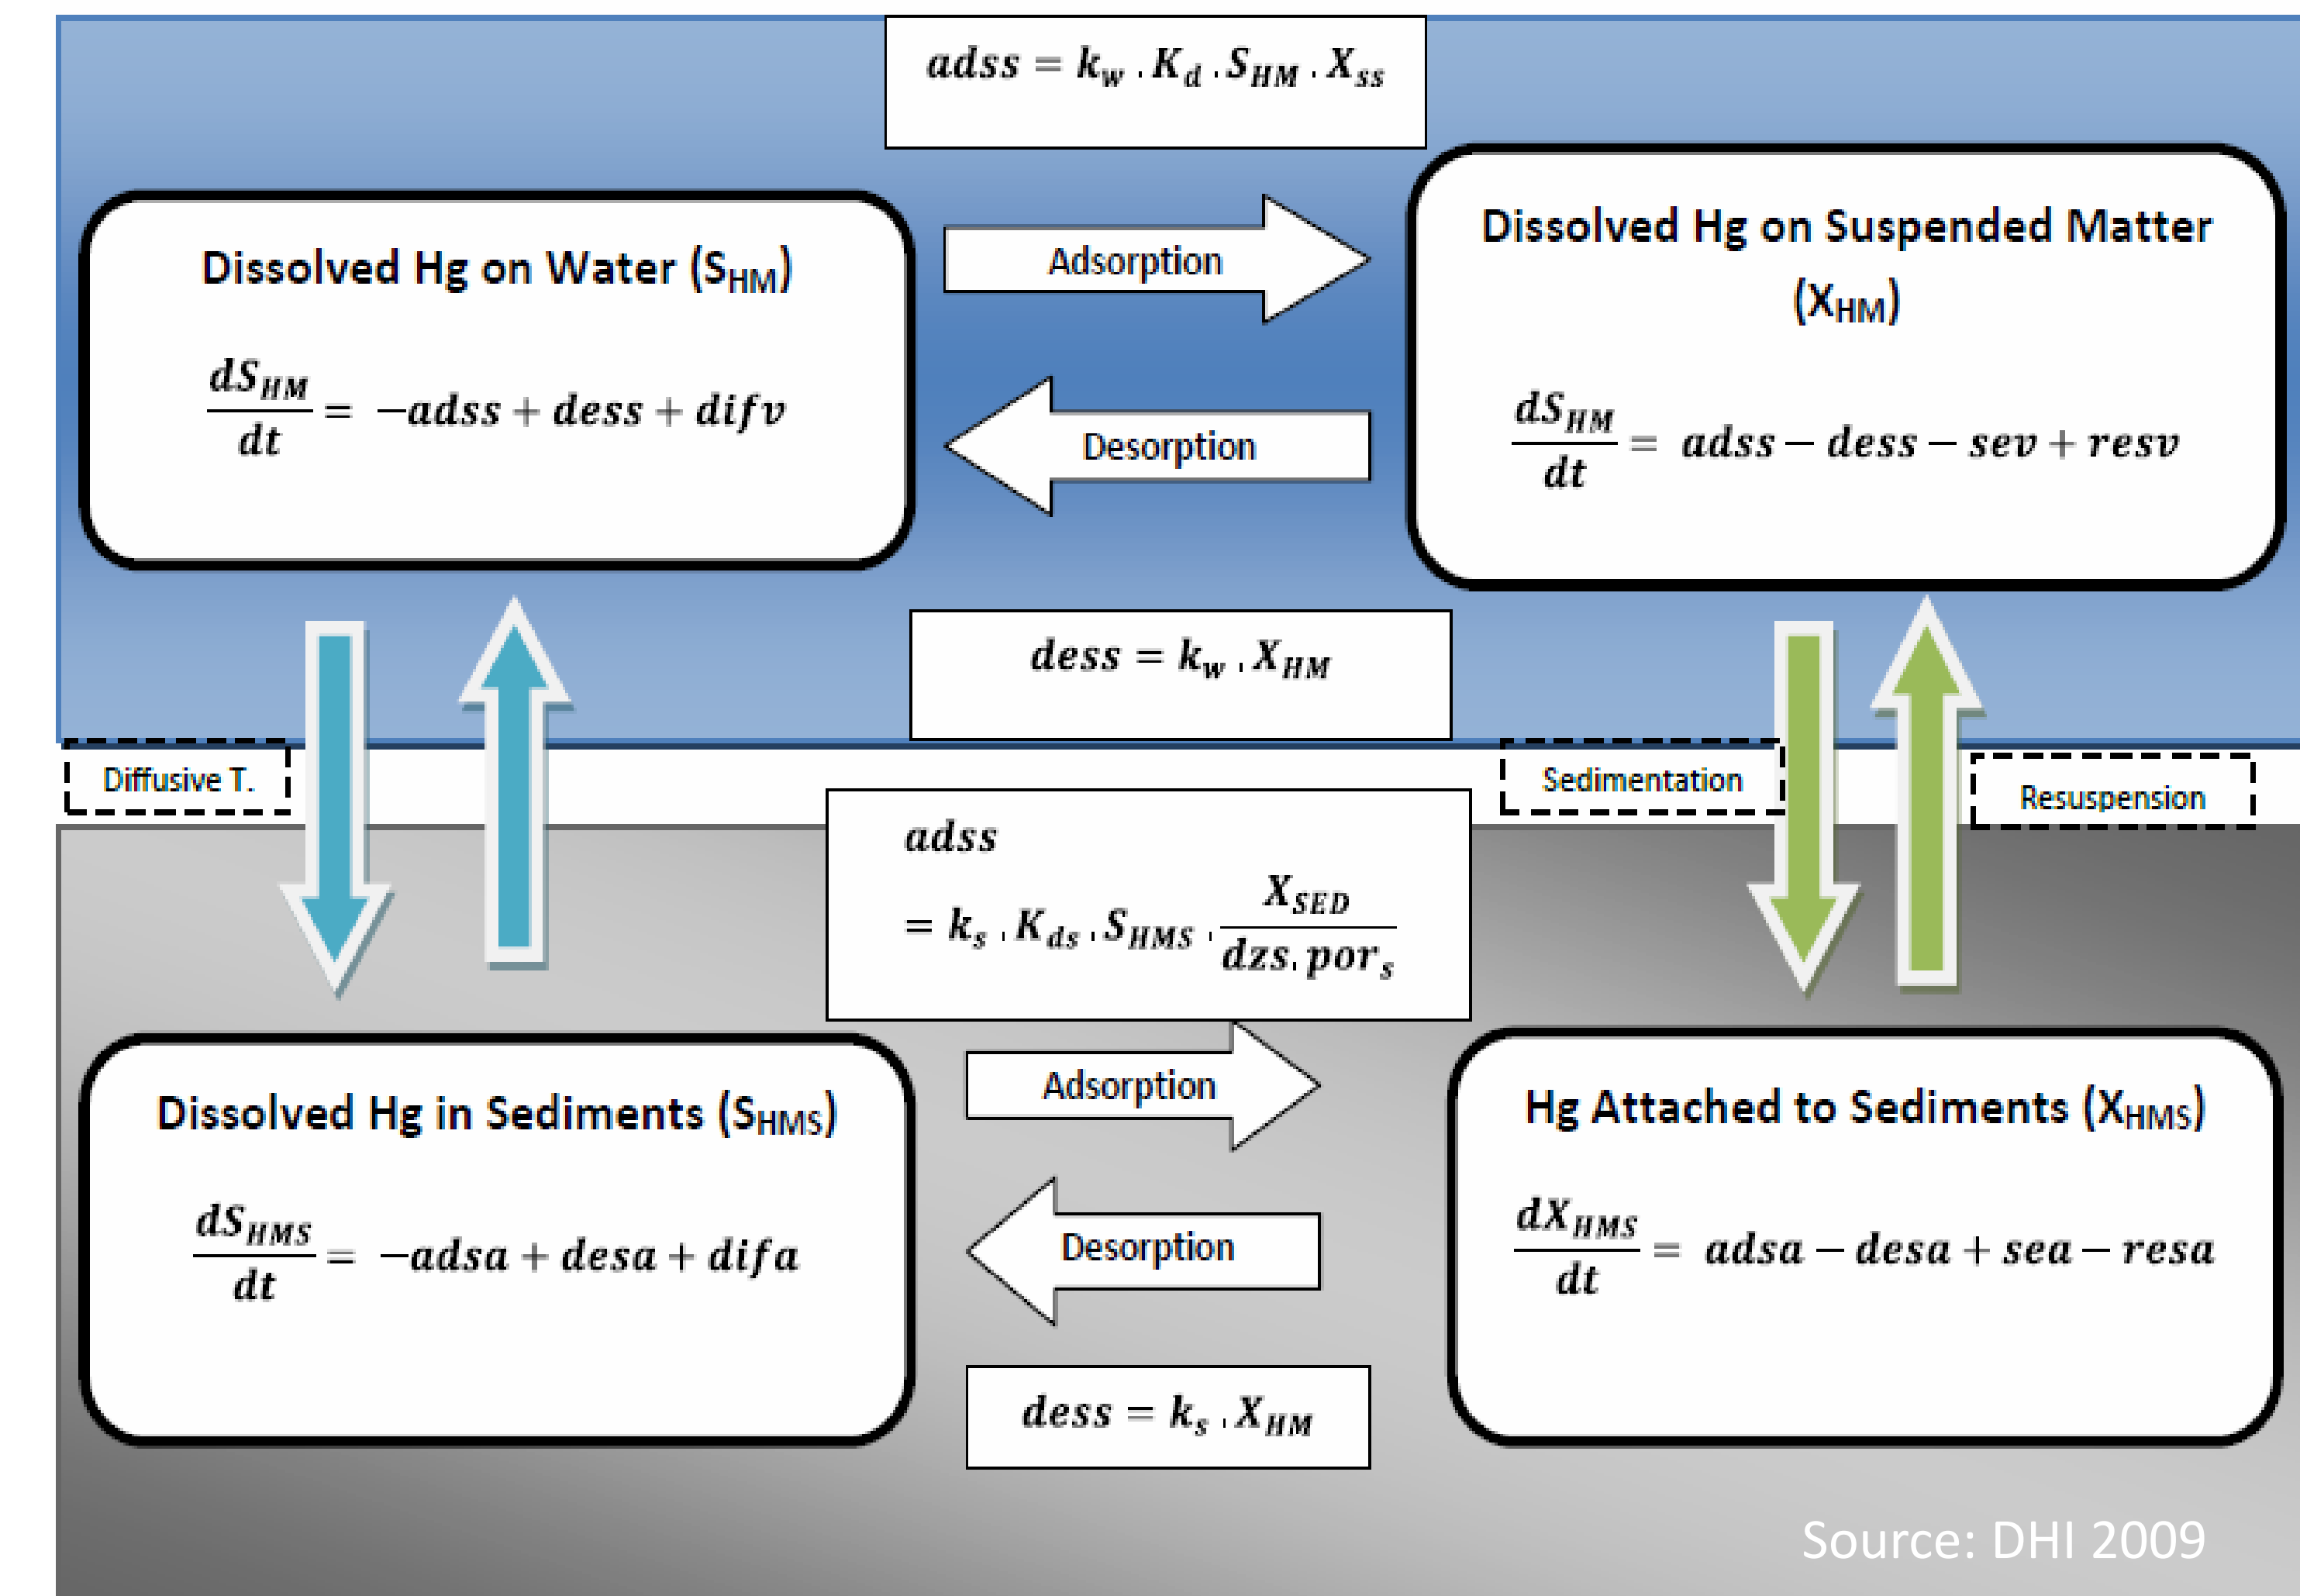 adss = k_w . K_d . S_HM . X_ss
Dissolved Hg on Water (S_HM)
dS_HM/dt = −adss + dess + difv
Adsorption
Desorption
Dissolved Hg on Suspended Matter
(X_HM)
dS_HM/dt = adss − dess − sev + resv
dess = k_w . X_HM
Diffusive T.
Sedimentation
Resuspension
adss
= k_s . K_ds . S_HMS . X_SED/dzs.por_s
Dissolved Hg in Sediments (S_HMS)
dS_HMS/dt = −adsa + desa + difa
Adsorption
Desorption
Hg Attached to Sediments (X_HMS)
dX_HMS/dt = adsa − desa + sea − resa
dess = k_s . X_HM
Source: DHI 2009